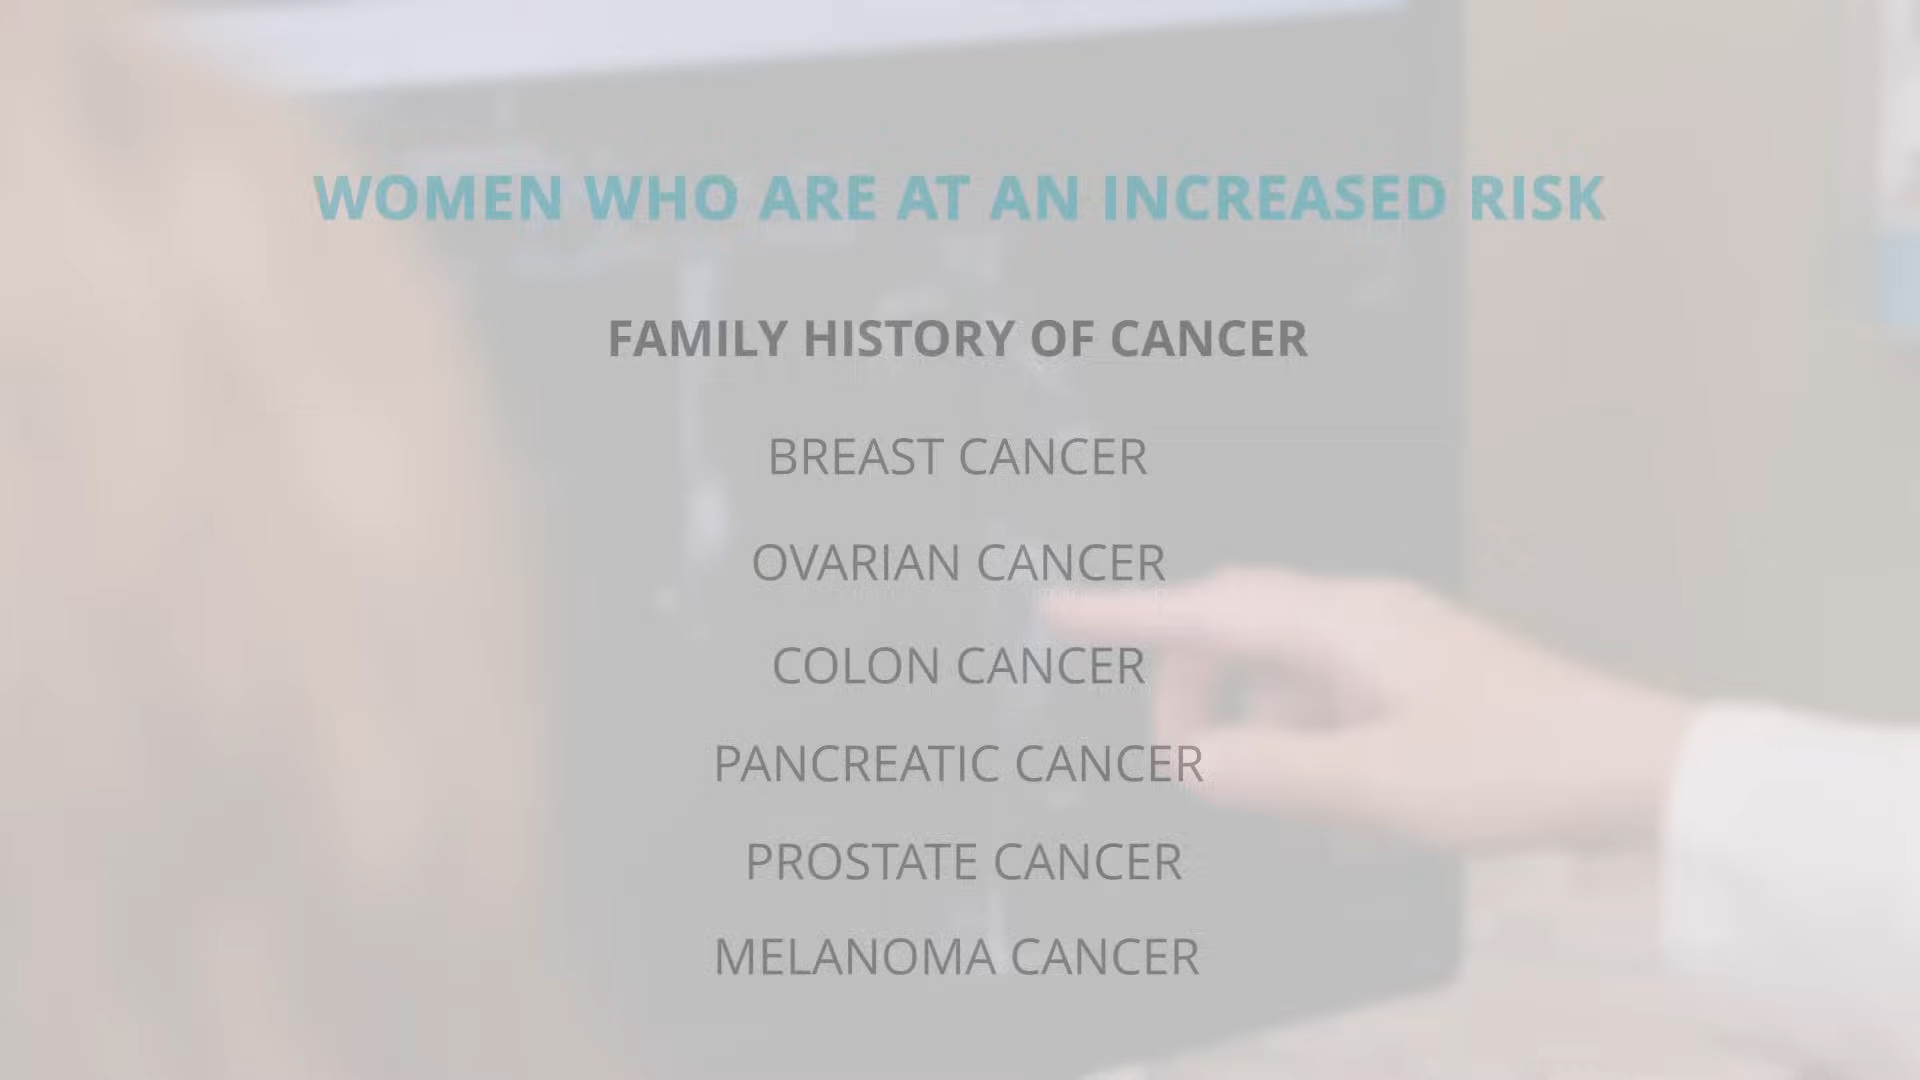 WOMEN WHO ARE AT AN INCREASED RISK
FAMILY HISTORY OF CANCER
BREAST CANCER
OVARIAN CANCER
COLON CANCER
PANCREATIC CANCER
PROSTATE CANCER
MELANOMA CANCER